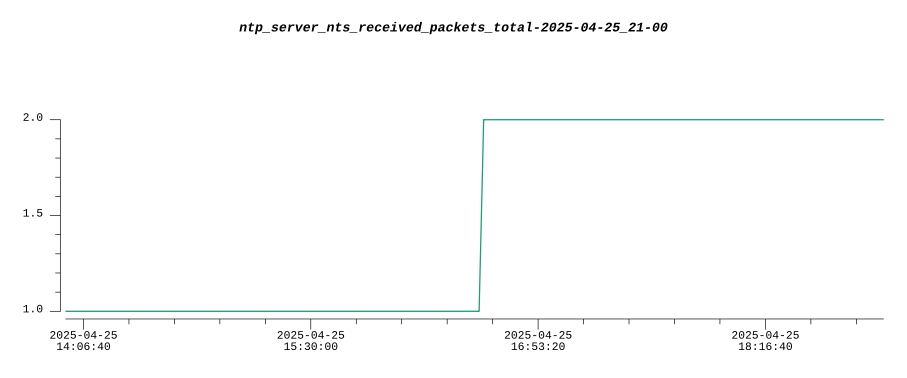 ntp_server_nts_received_packets_total-2025-04-25_21-00
2.0
1.5
1.0
2025-04-25 2025-04-25 2025-04-25 2025-04-25
14:06:40 15:30:00 16:53:20 18:16:40